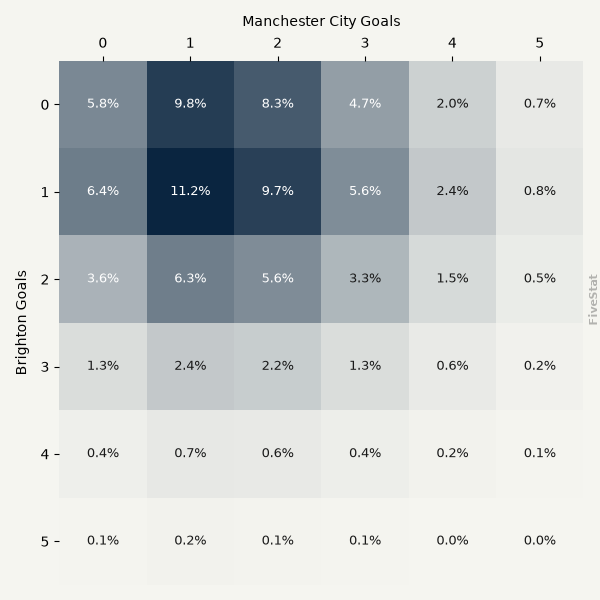 Manchester City Goals
0 1 2 3 4 5
0 5.8% 9.8% 8.3% 4.7% 2.0% 0.7%
1 6.4% 11.2% 9.7% 5.6% 2.4% 0.8%
2 3.6% 6.3% 5.6% 3.3% 1.5% 0.5%
3 1.3% 2.4% 2.2% 1.3% 0.6% 0.2%
4 0.4% 0.7% 0.6% 0.4% 0.2% 0.1%
5 0.1% 0.2% 0.1% 0.1% 0.0% 0.0%
Brighton Goals
FiveStat